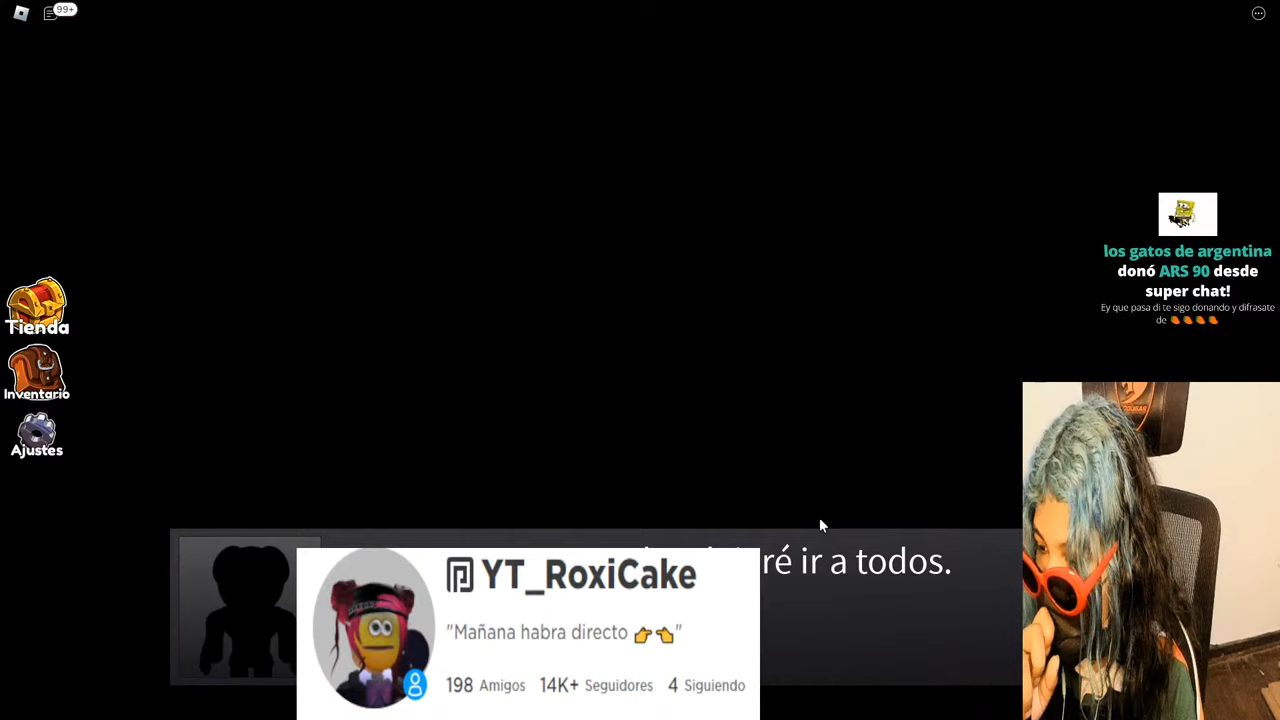 99+
los gatos de argentina
donó ARS 90 desde
super chat!
Ey que pasa di te sigo donando y difrasate
de 🥭🥭🥭🥭
Tienda
Inventario
Ajustes
ré ir a todos.
YT_RoxiCake
"Mañana habra directo 👉👈"
198 Amigos 14K+ Seguidores 4 Siguiendo